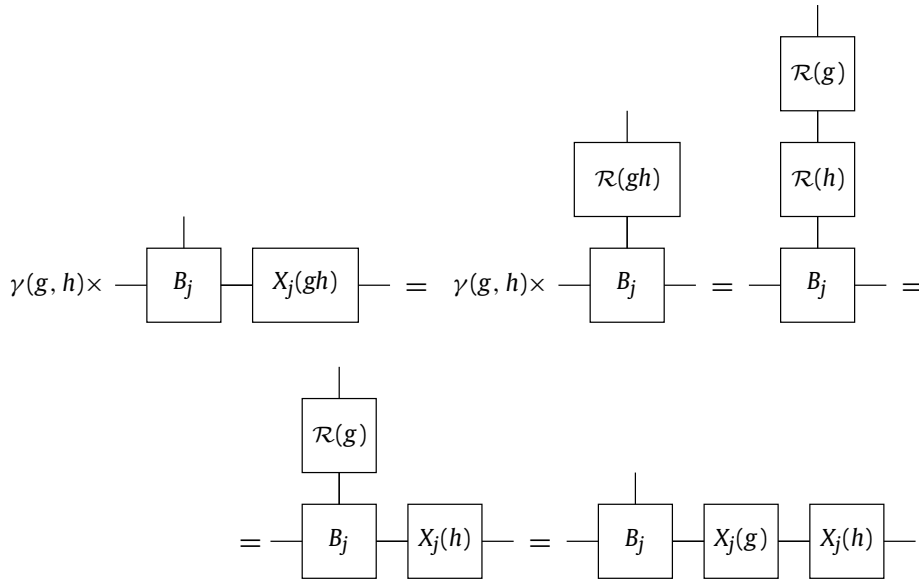 R(g)
R(gh) R(h)
γ(g, h)× B_j X_j(gh) = γ(g, h)× B_j = B_j =
R(g)
= B_j X_j(h) = B_j X_j(g) X_j(h)